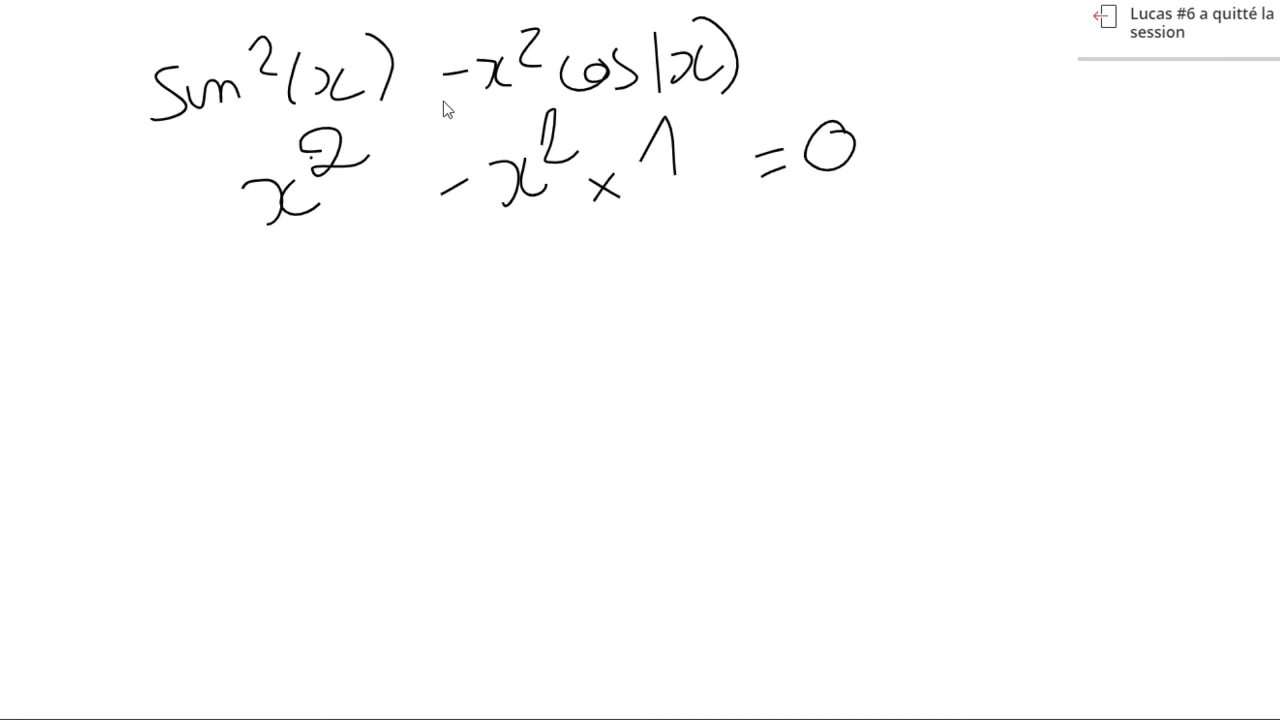 sin²(x) -x² cos(x)
x² -x² × 1 = 0
Lucas #6 a quitté la
session